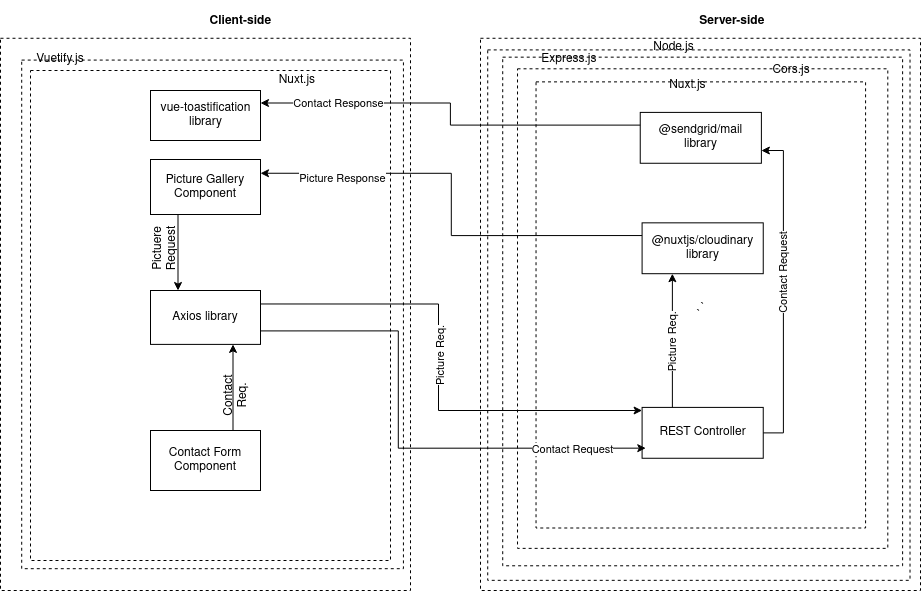 Client-side
Server-side
Vuetify.js
Nuxt.js
vue-toastification
library
Contact Response
Picture Gallery
Component
Picture Response
Pictuere
Request
Axios library
Contact
Req.
Contact Form
Component
Picture Req.
Contact Request
Node.js
Express.js
Cors.js
Nuxt.js
@sendgrid/mail
library
@nuxtjs/cloudinary
library
Contact Request
Picture Req.
REST Controller